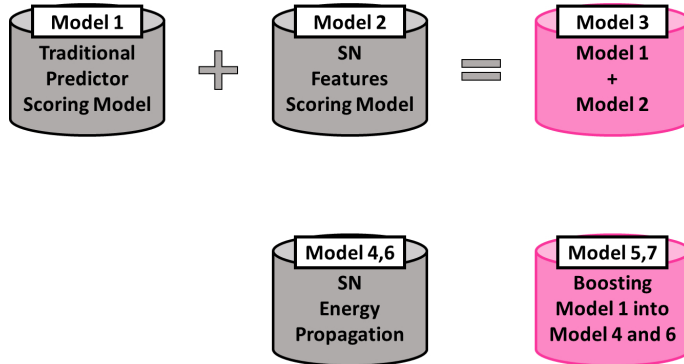 Model 1
Traditional
Predictor
Scoring Model
+
Model 2
SN
Features
Scoring Model
=
Model 3
Model 1
+
Model 2
Model 4,6
SN
Energy
Propagation
Model 5,7
Boosting
Model 1 into
Model 4 and 6